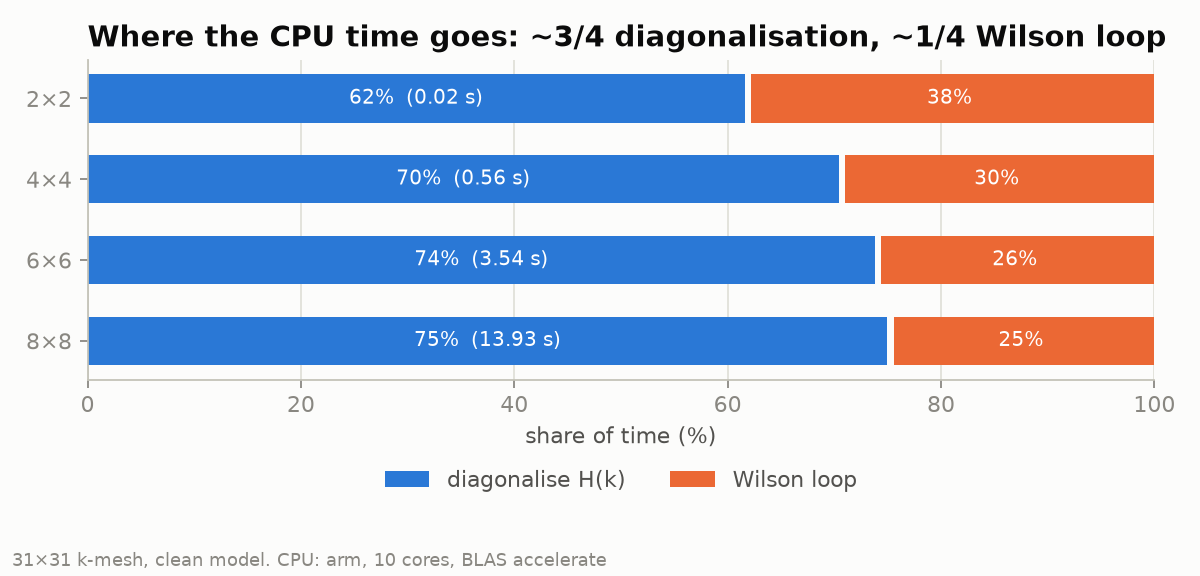 Where the CPU time goes: ~3/4 diagonalisation, ~1/4 Wilson loop
2×2
62%  (0.02 s)
38%
4×4
70%  (0.56 s)
30%
6×6
74%  (3.54 s)
26%
8×8
75%  (13.93 s)
25%
0 20 40 60 80 100
share of time (%)
diagonalise H(k) Wilson loop
31×31 k-mesh, clean model. CPU: arm, 10 cores, BLAS accelerate